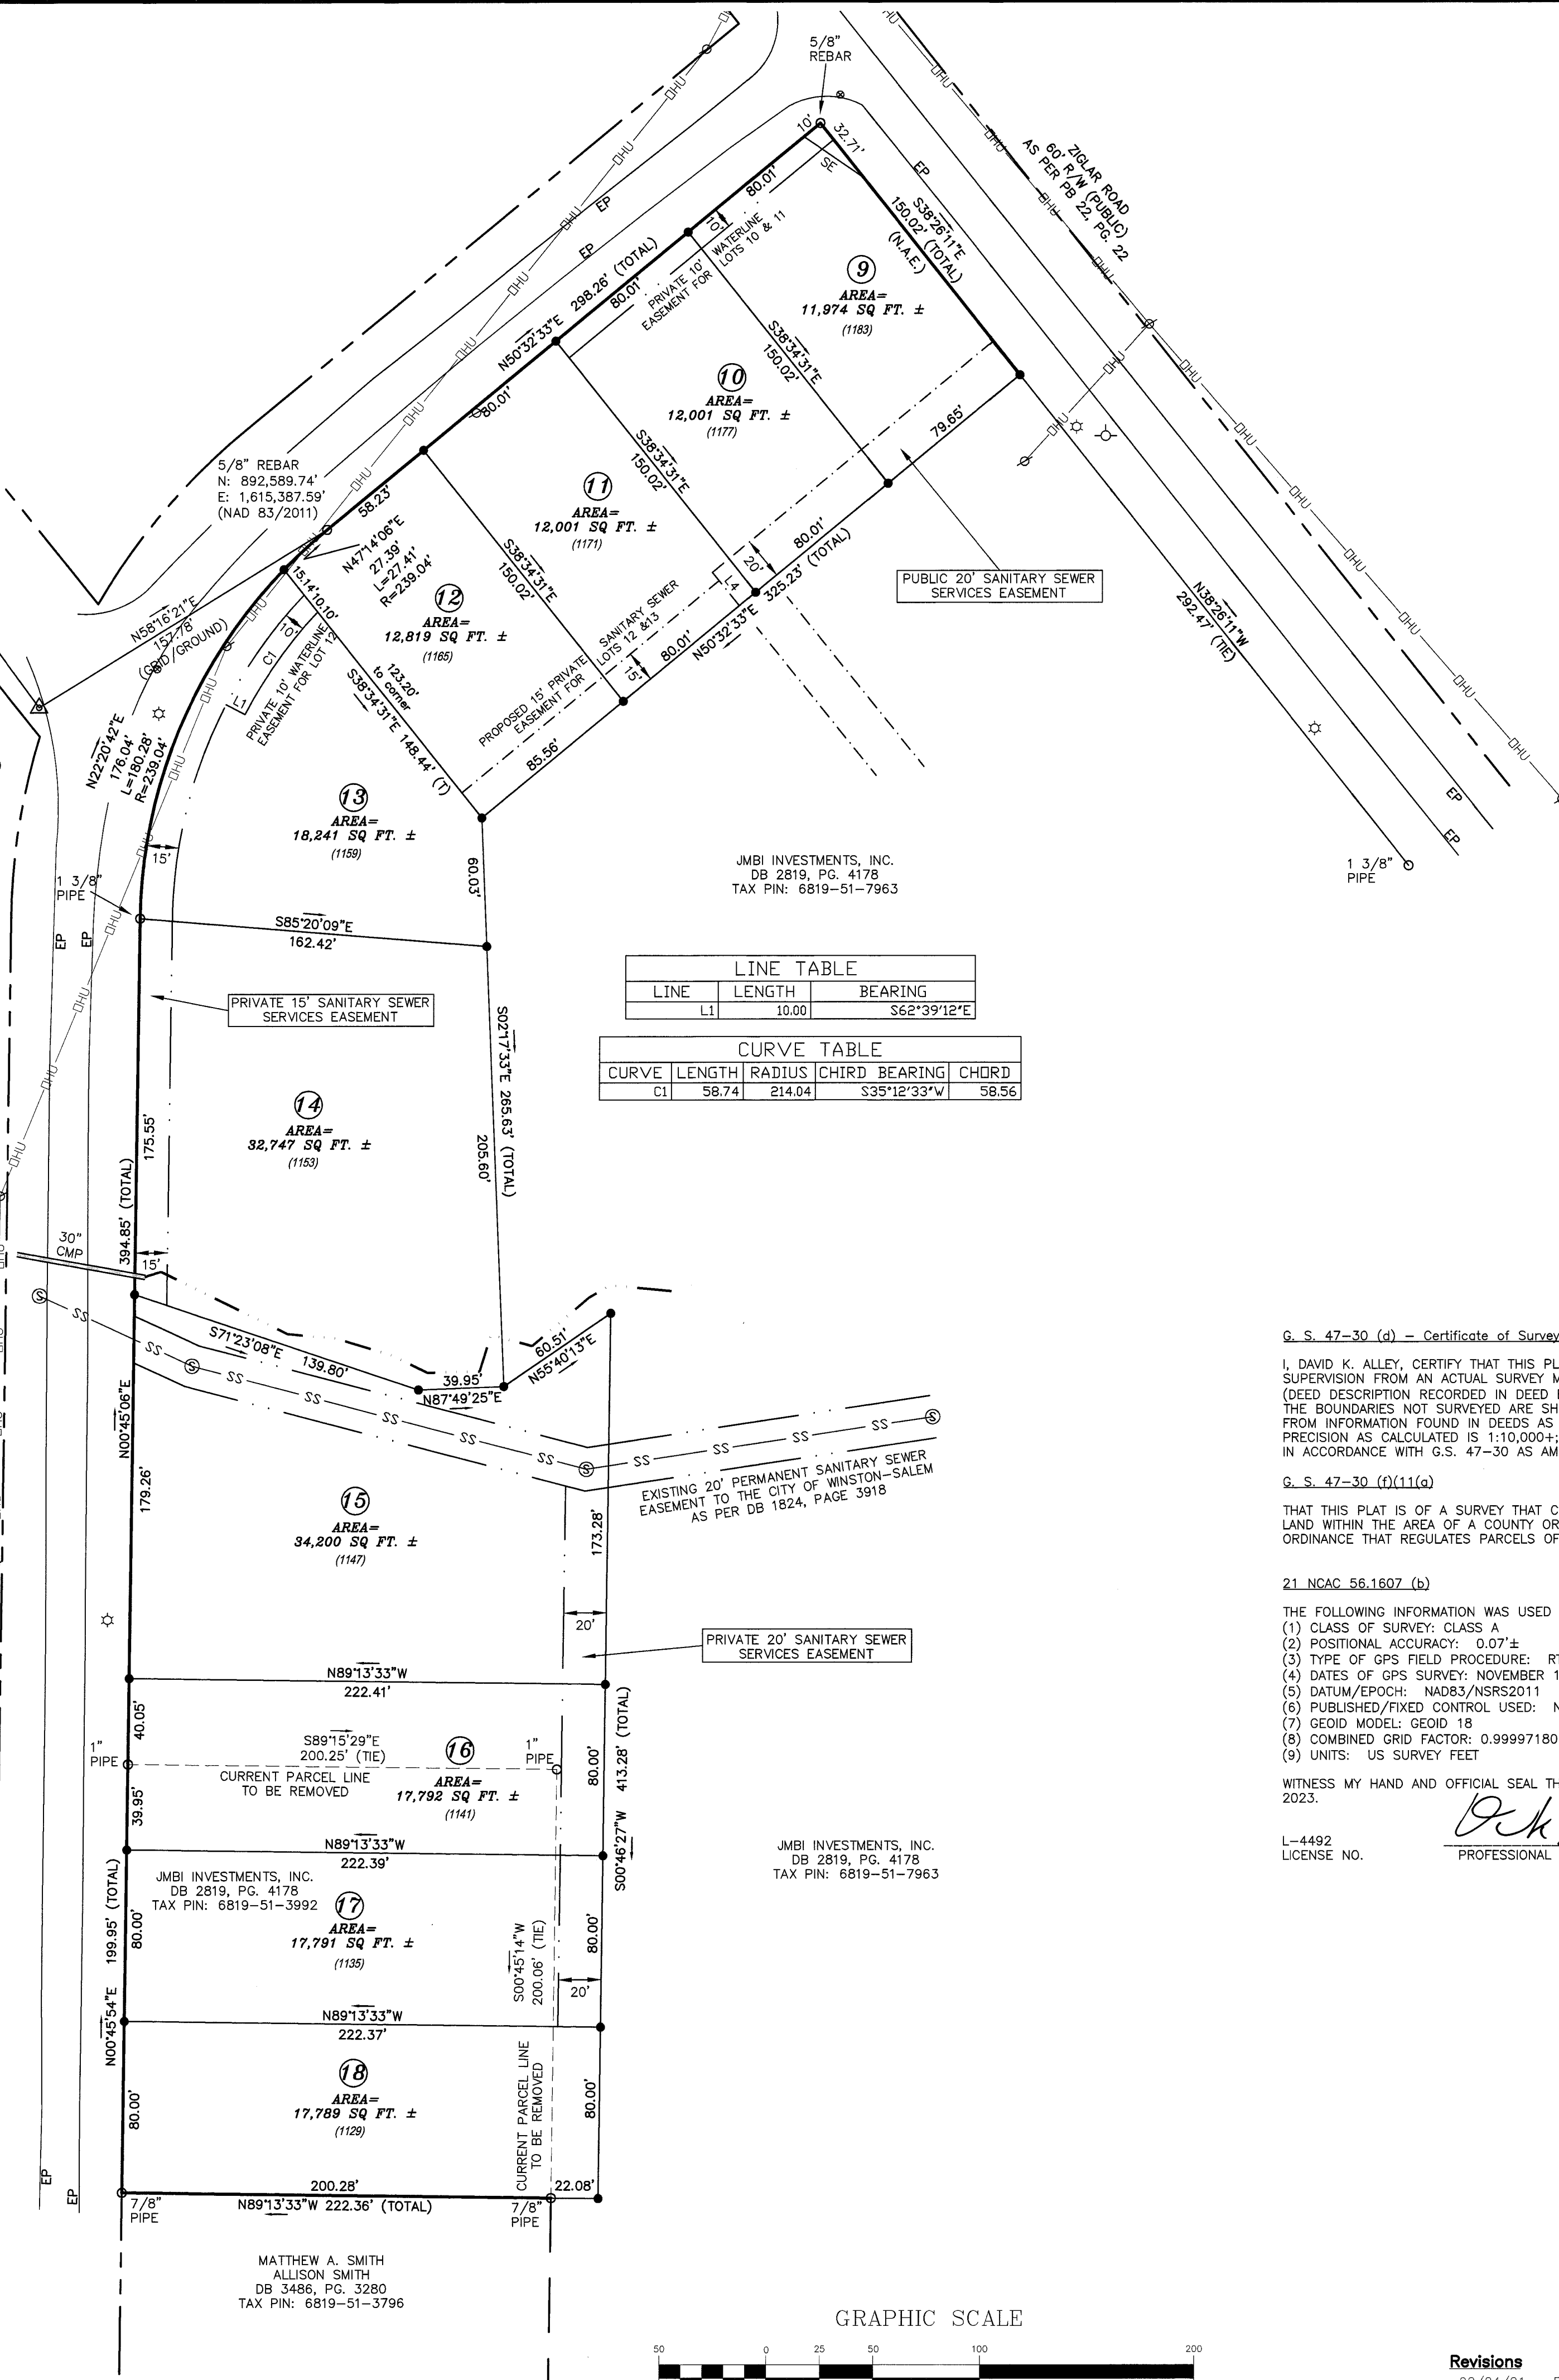 5/8"
REBAR
ZIGLAR ROAD
60' R/W (PUBLIC)
AS PER PB 22, PG. 22
OHU
OHU
OHU
OHU
EP
EP
EP
10'
32.71'
SE
80.01'
S38°26'11"E
150.02' (TOTAL)
(N.A.E.)
N50°32'33"E 298.26' (TOTAL)
80.01'
10'
PRIVATE 10' WATERLINE
EASEMENT FOR LOTS 10 & 11
9
AREA=
11,974 SQ FT. ±
(1183)
S38°34'31"E
150.02'
10
AREA=
12,001 SQ FT. ±
(1177)
79.65'
80.01'
S38°34'31"E
150.02'
5/8" REBAR
N: 892,589.74'
E: 1,615,387.59'
(NAD 83/2011)
58.23'
11
AREA=
12,001 SQ FT. ±
(1171)
N47°14'06"E
27.39'
L=27.41'
R=239.04'
S38°34'31"E
150.02'
20'
L4
80.01'
N50°32'33"E 325.23' (TOTAL)
PUBLIC 20' SANITARY SEWER
SERVICES EASEMENT
N38°26'11"W
292.47' (TIE)
N58°16'21"E
157.78'
(GRID/GROUND)
15.14'
10.10'
12
AREA=
12,819 SQ FT. ±
(1165)
10'
C1
L1
PRIVATE 10' WATERLINE
EASEMENT FOR LOT 12
123.20'
to corner
S38°34'31"E 148.44' (T)
PROPOSED 15' PRIVATE SANITARY SEWER
EASEMENT FOR LOTS 12 &13
15'
80.01'
85.56'
N22°20'42"E
176.04'
L=180.28'
R=239.04'
13
AREA=
18,241 SQ FT. ±
(1159)
15'
60.03'
1 3/8"
PIPE
JMBI INVESTMENTS, INC.
DB 2819, PG. 4178
TAX PIN: 6819-51-7963
1 3/8"
PIPE
EP
EP
EP
EP
S85°20'09"E
162.42'
LINE TABLE
LINE LENGTH BEARING
L1 10.00 S62°39'12"E
PRIVATE 15' SANITARY SEWER
SERVICES EASEMENT
CURVE TABLE
CURVE LENGTH RADIUS CHIRD BEARING CHORD
C1 58.74 214.04 S35°12'33"W 58.56
S02°17'33"E 265.63' (TOTAL)
205.60'
14
AREA=
32,747 SQ FT. ±
(1153)
175.55'
394.85' (TOTAL)
30"
CMP
15'
S71°23'08"E
139.80'
39.95'
N87°49'25"E
60.51'
N55°40'13"E
SS
SS
SS
SS
SS
SS
SS
SS
SS
EXISTING 20' PERMANENT SANITARY SEWER
EASEMENT TO THE CITY OF WINSTON-SALEM
AS PER DB 1824, PAGE 3918
N00°45'06"E
179.26'
15
AREA=
34,200 SQ FT. ±
(1147)
173.28'
20'
PRIVATE 20' SANITARY SEWER
SERVICES EASEMENT
N89°13'33"W
222.41'
40.05'
1"
PIPE
S89°15'29"E
200.25' (TIE)
CURRENT PARCEL LINE
TO BE REMOVED
1"
PIPE
16
AREA=
17,792 SQ FT. ±
(1141)
39.95'
80.00'
S00°46'27"W 413.28' (TOTAL)
N89°13'33"W
222.39'
JMBI INVESTMENTS, INC.
DB 2819, PG. 4178
TAX PIN: 6819-51-3992
JMBI INVESTMENTS, INC.
DB 2819, PG. 4178
TAX PIN: 6819-51-7963
17
AREA=
17,791 SQ FT. ±
(1135)
80.00'
N00°45'54"E 199.95' (TOTAL)
S00°45'14"W
200.06' (TIE)
80.00'
20'
N89°13'33"W
222.37'
18
AREA=
17,789 SQ FT. ±
(1129)
80.00'
CURRENT PARCEL LINE
TO BE REMOVED
80.00'
EP
EP
200.28'
22.08'
N89°13'33"W 222.36' (TOTAL)
7/8"
PIPE
7/8"
PIPE
MATTHEW A. SMITH
ALLISON SMITH
DB 3486, PG. 3280
TAX PIN: 6819-51-3796
G. S. 47-30 (d) – Certificate of Survey
I, DAVID K. ALLEY, CERTIFY THAT THIS PL
SUPERVISION FROM AN ACTUAL SURVEY M
(DEED DESCRIPTION RECORDED IN DEED
THE BOUNDARIES NOT SURVEYED ARE SH
FROM INFORMATION FOUND IN DEEDS AS
PRECISION AS CALCULATED IS 1:10,000+;
IN ACCORDANCE WITH G.S. 47-30 AS AM
G. S. 47-30 (f)(11(a)
THAT THIS PLAT IS OF A SURVEY THAT C
LAND WITHIN THE AREA OF A COUNTY OR
ORDINANCE THAT REGULATES PARCELS OF
21 NCAC 56.1607 (b)
THE FOLLOWING INFORMATION WAS USED
(1) CLASS OF SURVEY: CLASS A
(2) POSITIONAL ACCURACY: 0.07'±
(3) TYPE OF GPS FIELD PROCEDURE: RT
(4) DATES OF GPS SURVEY: NOVEMBER 1
(5) DATUM/EPOCH: NAD83/NSRS2011
(6) PUBLISHED/FIXED CONTROL USED: N
(7) GEOID MODEL: GEOID 18
(8) COMBINED GRID FACTOR: 0.99997180
(9) UNITS: US SURVEY FEET
WITNESS MY HAND AND OFFICIAL SEAL TH
2023.
L-4492
LICENSE NO.
PROFESSIONAL
GRAPHIC SCALE
50 0 25 50 100 200
Revisions